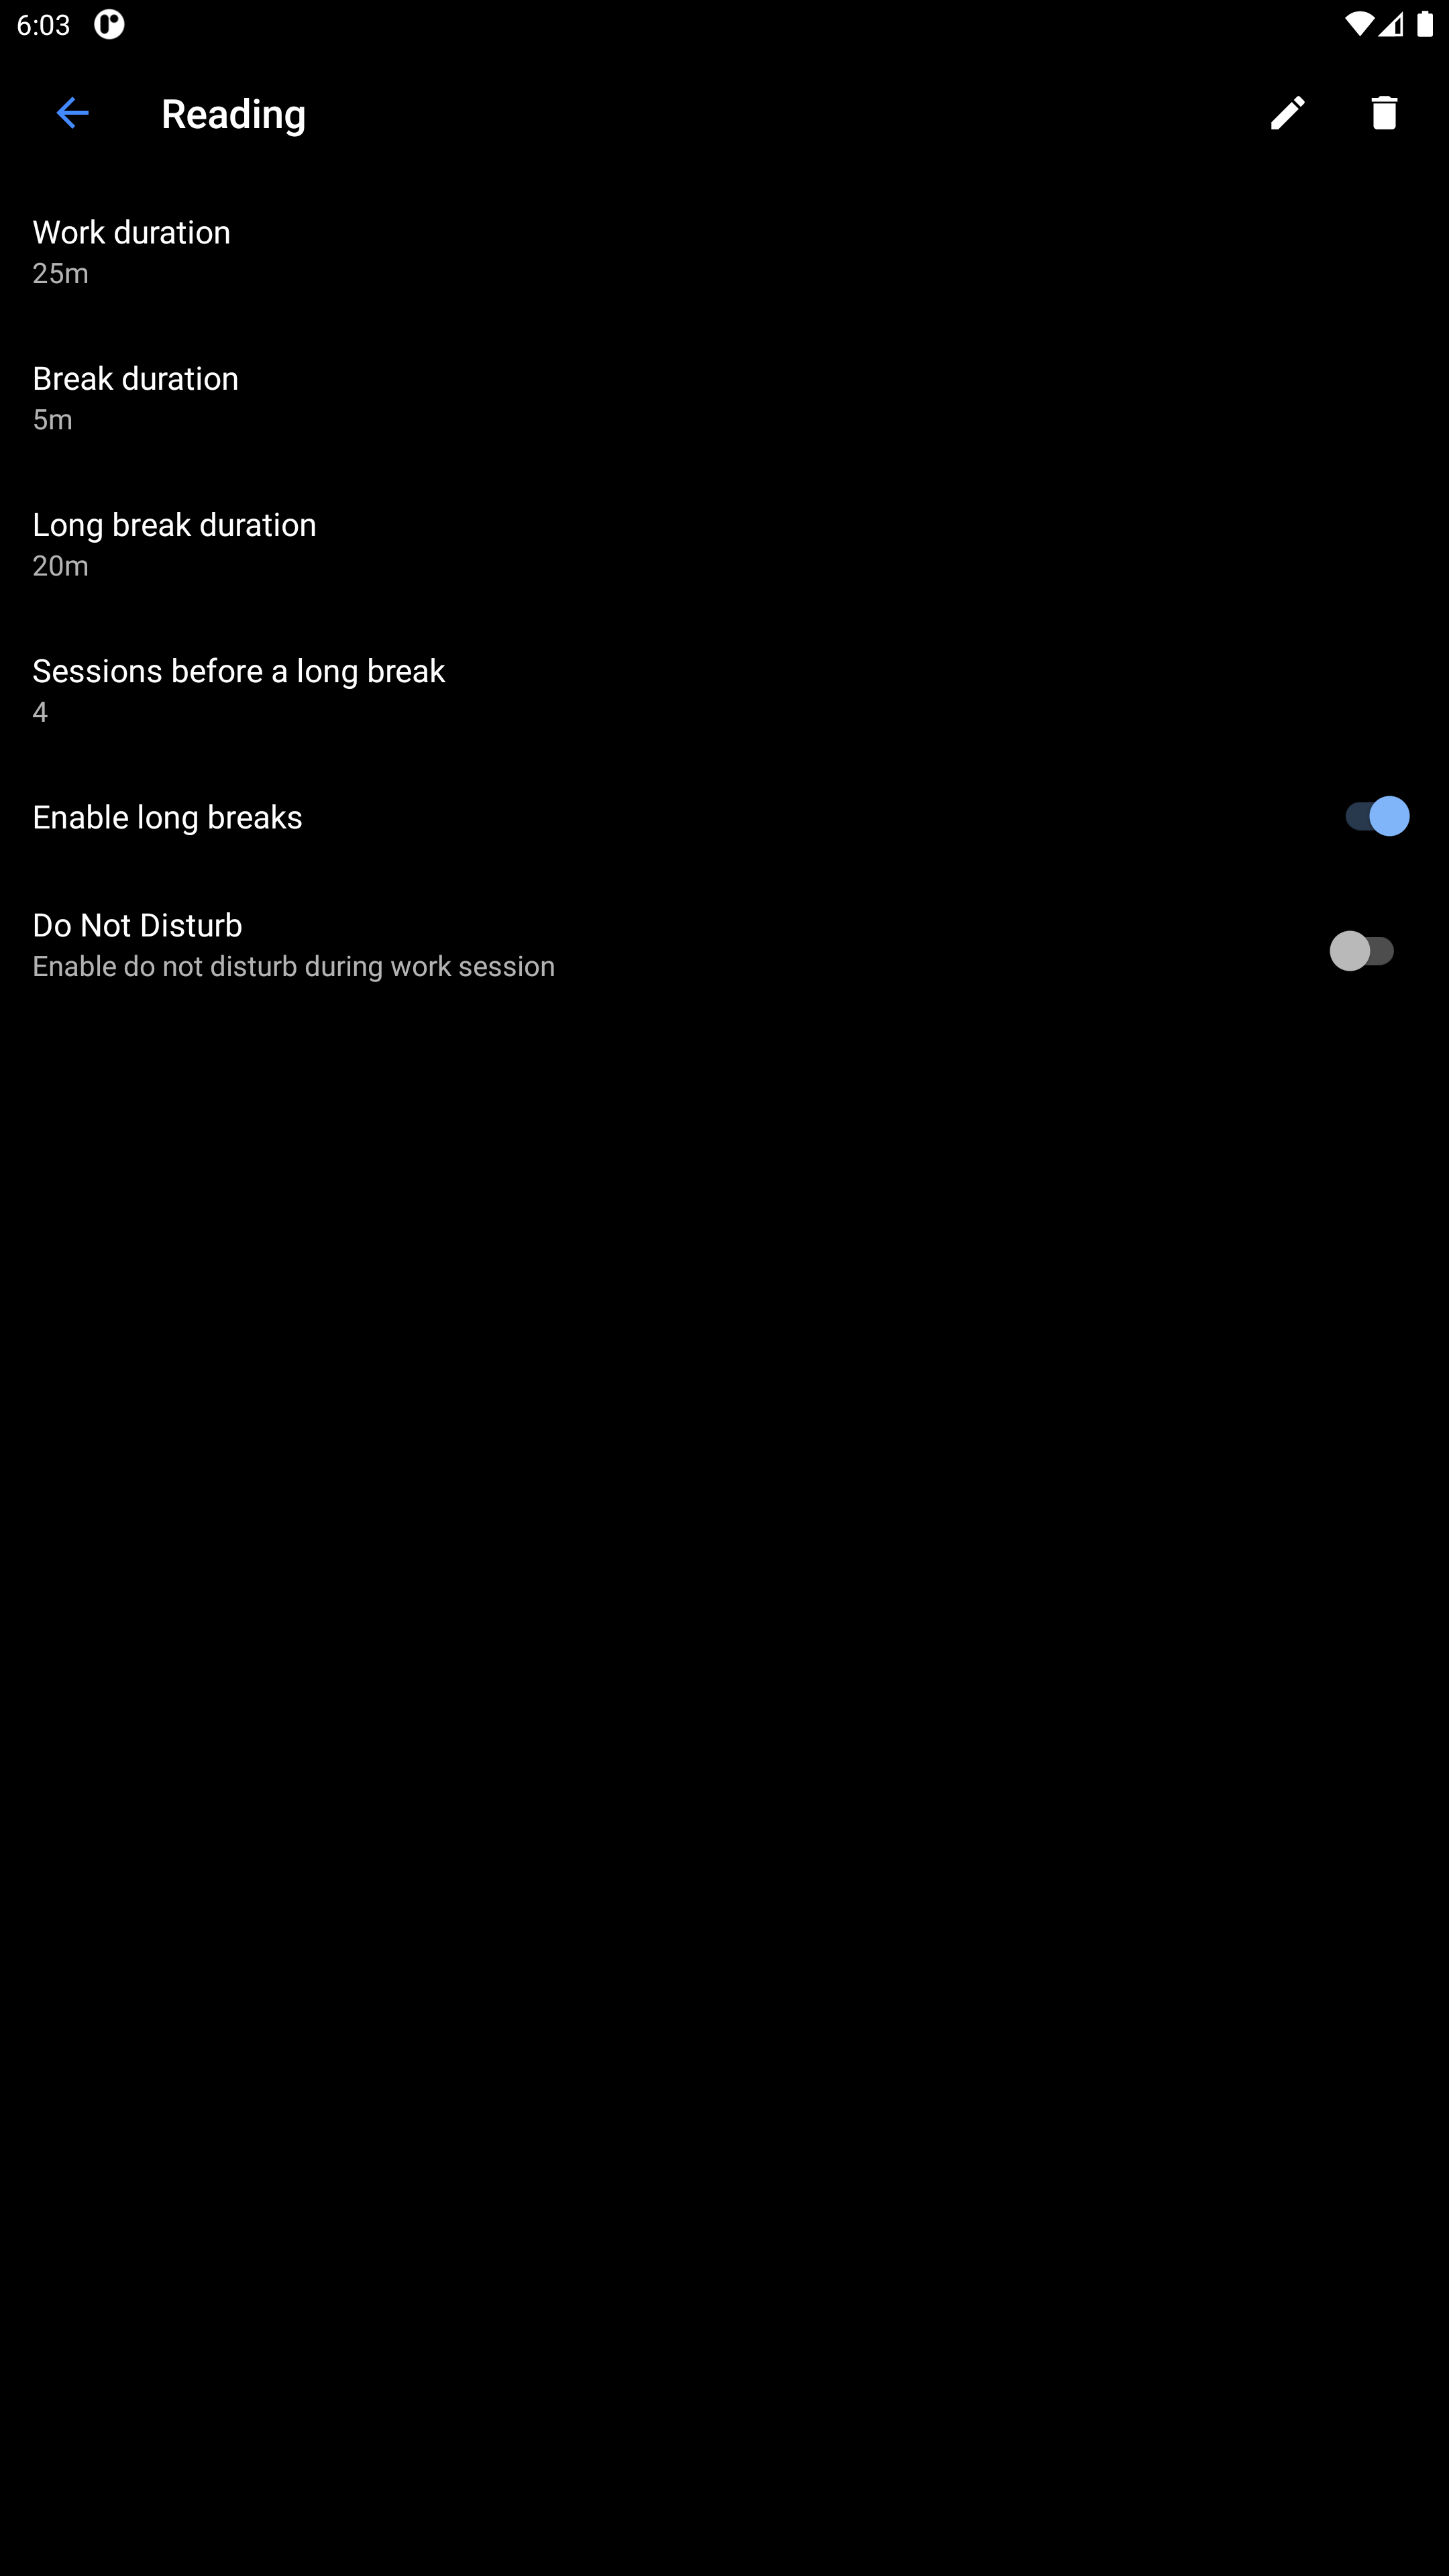 6:03
Reading
Work duration
25m
Break duration
5m
Long break duration
20m
Sessions before a long break
4
Enable long breaks
Do Not Disturb
Enable do not disturb during work session